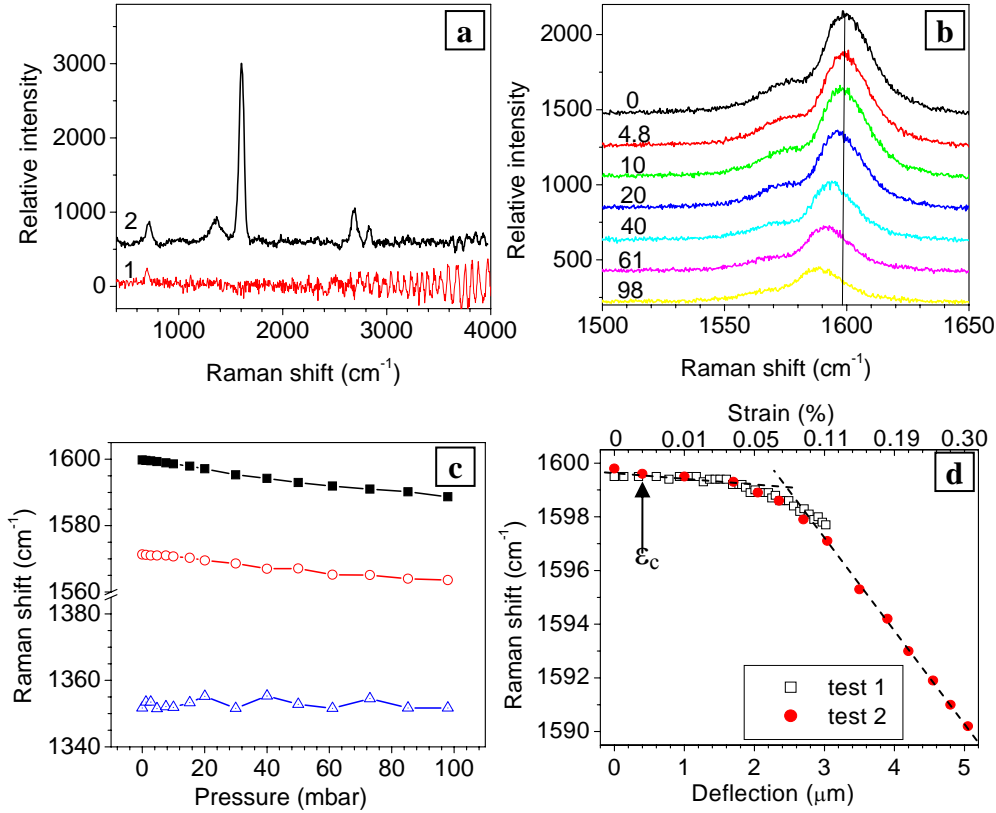 a
Relative intensity
3000
2000
1000
0
2
1
1000 2000 3000 4000
Raman shift (cm-1)
b
Relative intensity
2000
1500
1000
500
0
4.8
10
20
40
61
98
1500 1550 1600 1650
Raman shift (cm-1)
c
Raman shift (cm-1)
1600
1580
1560
1380
1360
1340
0 20 40 60 80 100
Pressure (mbar)
Strain (%)
0 0.01 0.05 0.11 0.19 0.30
d
Raman shift (cm-1)
1600
1598
1596
1594
1592
1590
εc
test 1
test 2
0 1 2 3 4 5
Deflection (μm)